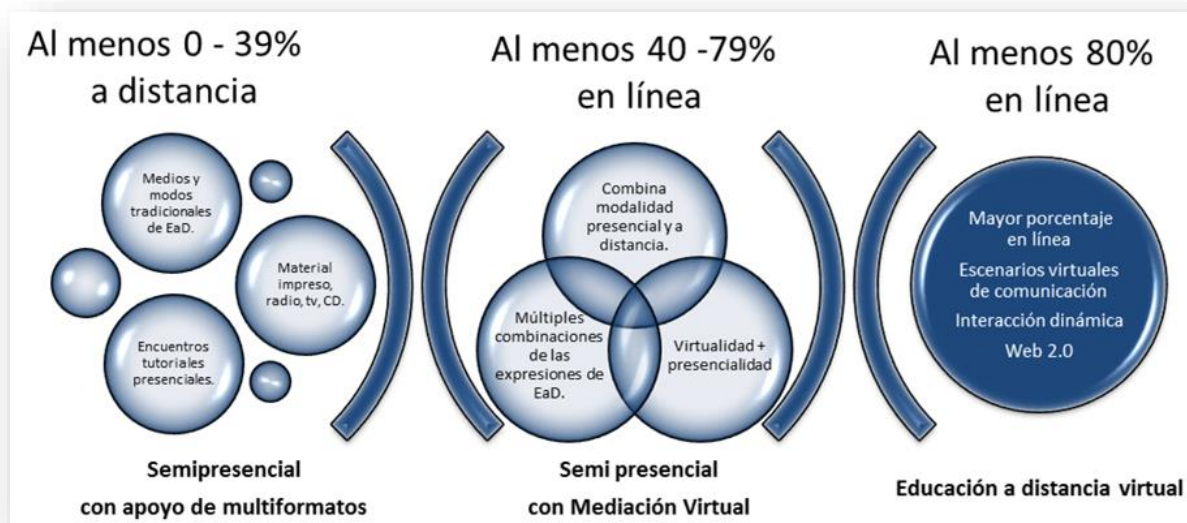 Al menos 0 - 39%
a distancia
Medios y
modos
tradicionales
de EaD.
Material
impreso,
radio, tv, CD.
Encuentros
tutoriales
presenciales.
Semipresencial
con apoyo de multiformatos
Al menos 40 -79%
en línea
Combina
modalidad
presencial y a
distancia.
Múltiples
combinaciones
de las
expresiones de
EaD.
Virtualidad +
presencialidad
Semi presencial
con Mediación Virtual
Al menos 80%
en línea
Mayor porcentaje
en línea
Escenarios virtuales
de comunicación
Interacción dinámica
Web 2.0
Educación a distancia virtual